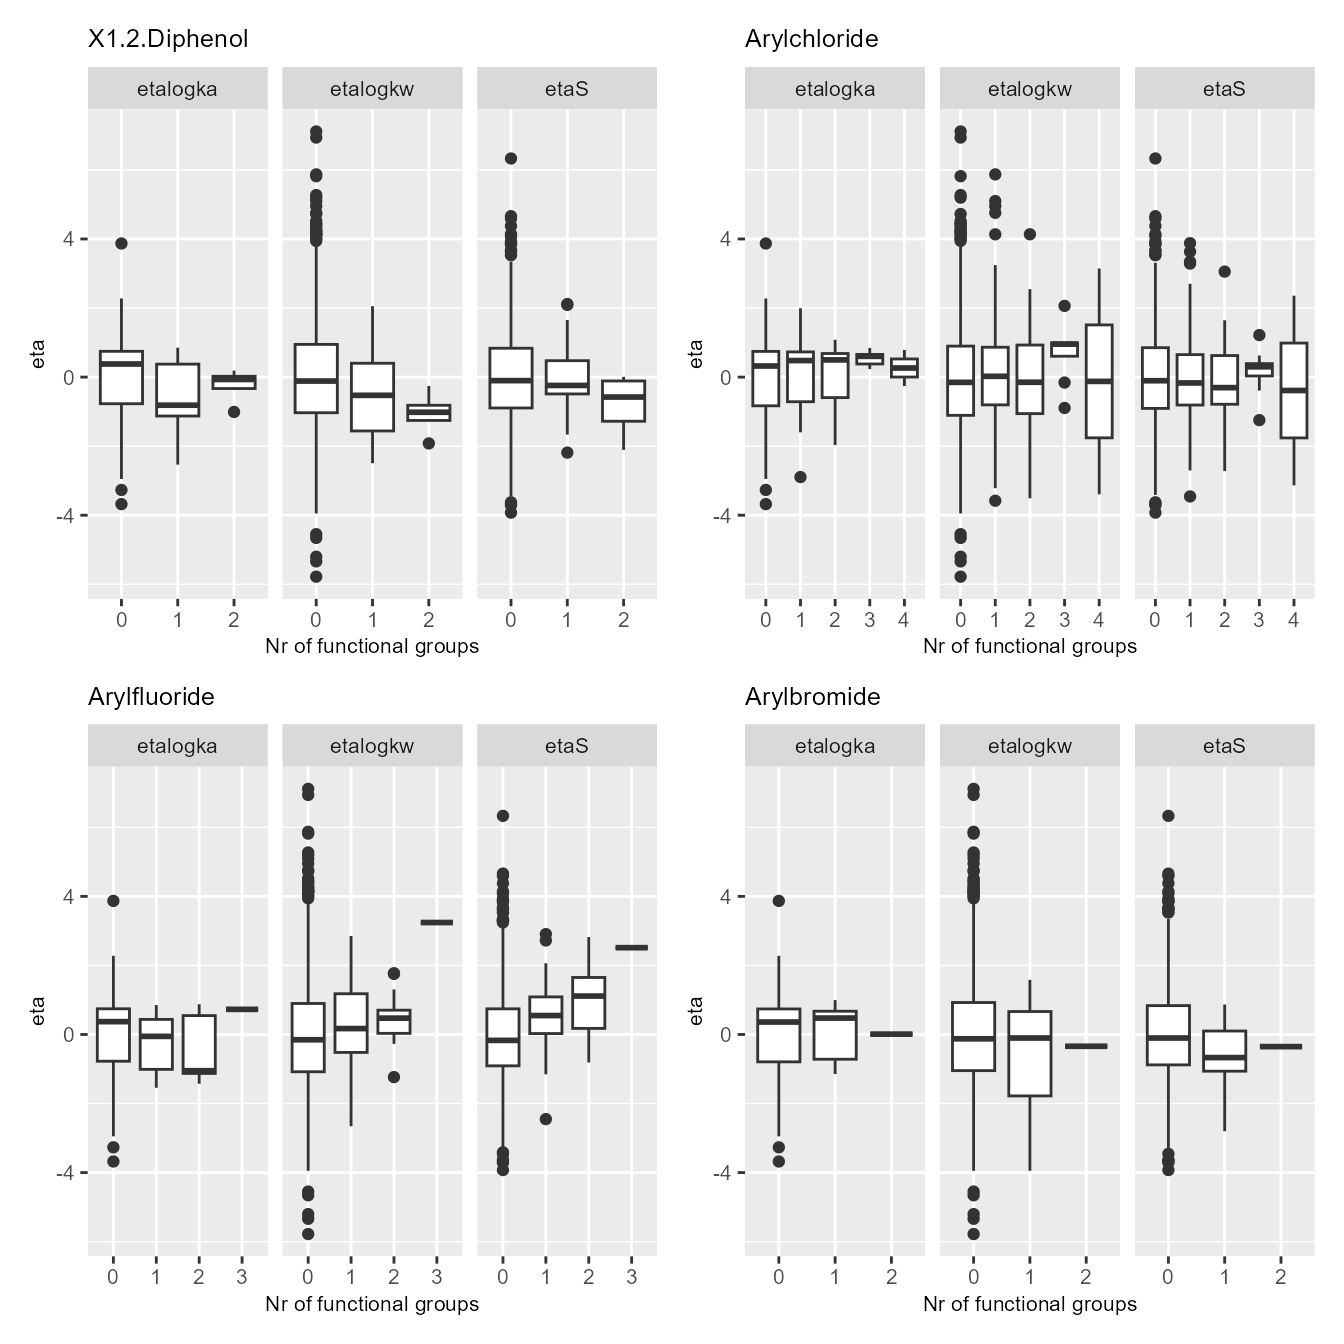 X1.2.Diphenol
etalogka etalogkw etaS
eta
4
0
-4
0 1 2 0 1 2 0 1 2
Nr of functional groups
Arylchloride
etalogka etalogkw etaS
eta
4
0
-4
0 1 2 3 4 0 1 2 3 4 0 1 2 3 4
Nr of functional groups
Arylfluoride
etalogka etalogkw etaS
eta
4
0
-4
0 1 2 3 0 1 2 3 0 1 2 3
Nr of functional groups
Arylbromide
etalogka etalogkw etaS
eta
4
0
-4
0 1 2 0 1 2 0 1 2
Nr of functional groups